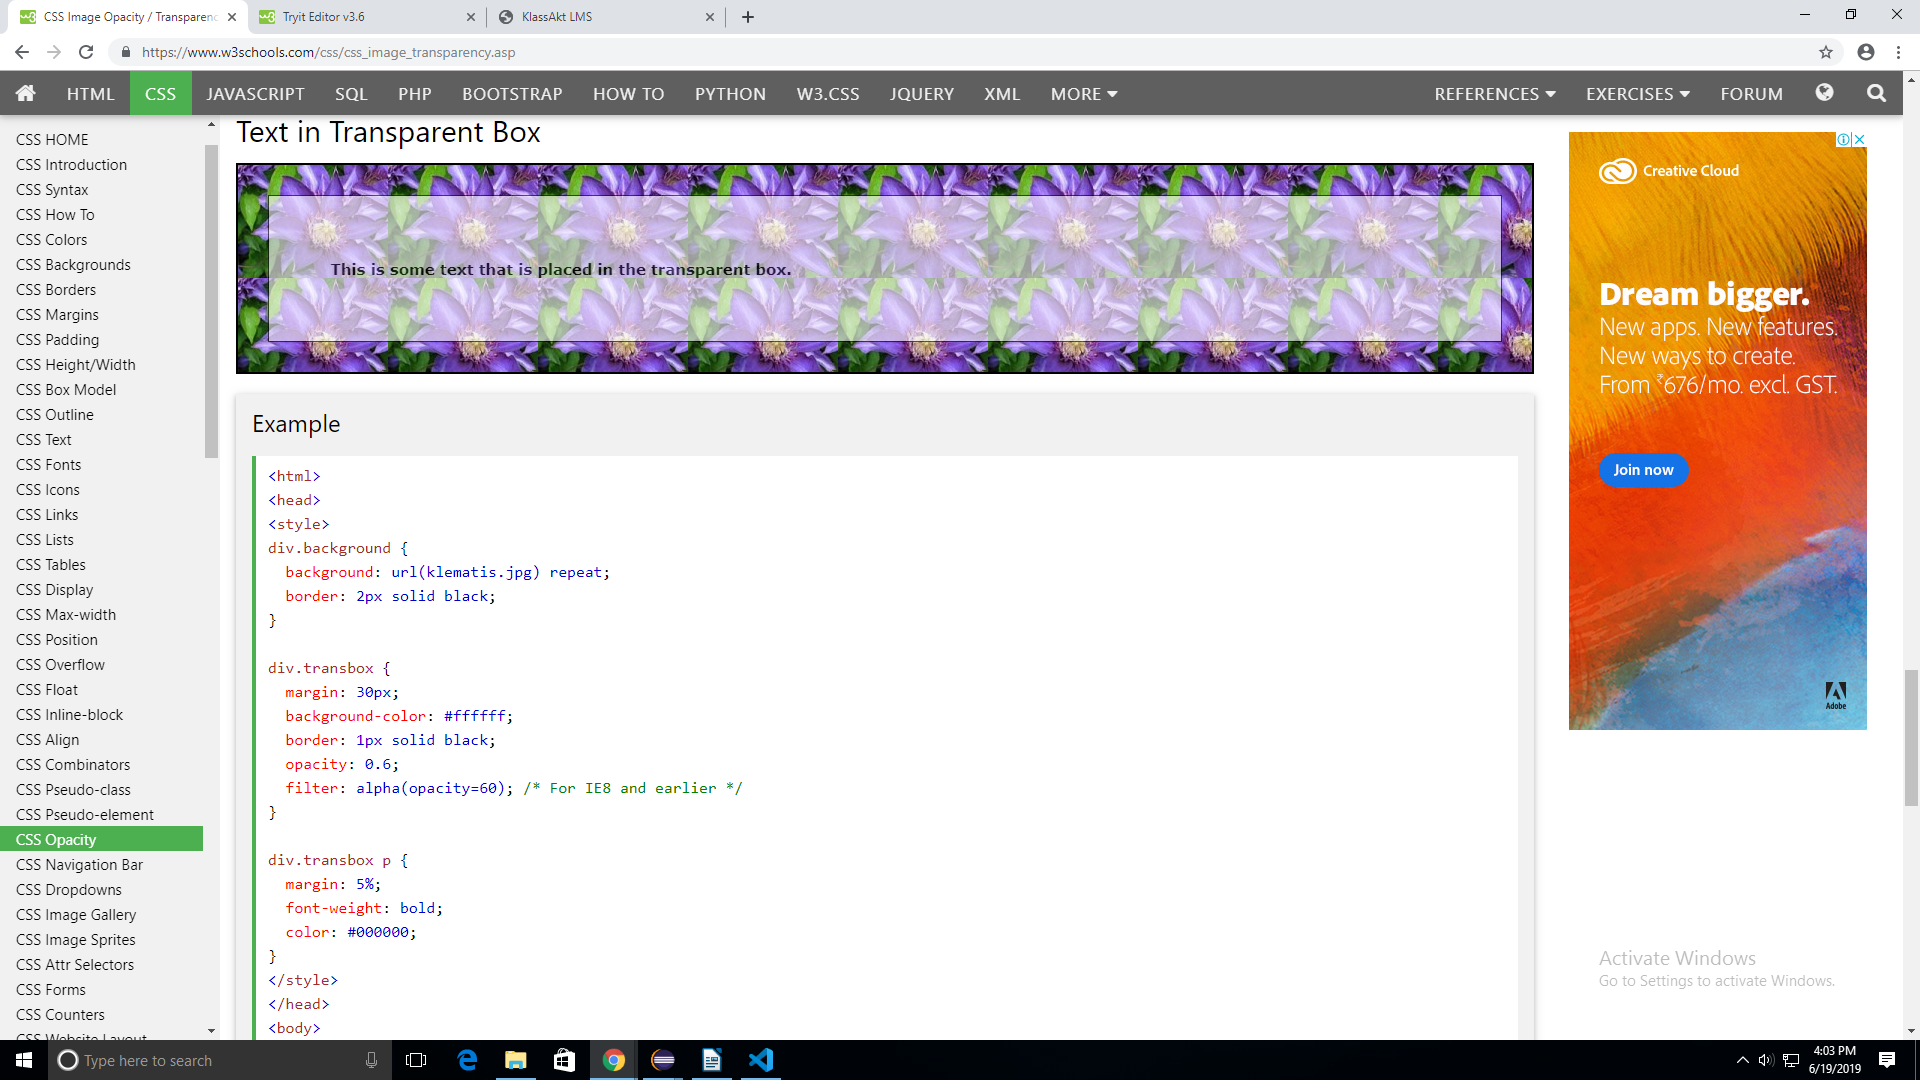 CSS Image Opacity / Transparenc
Tryit Editor v3.6
KlassAkt LMS
https://www.w3schools.com/css/css_image_transparency.asp
HTML
CSS
JAVASCRIPT
SQL
PHP
BOOTSTRAP
HOW TO
PYTHON
W3.CSS
JQUERY
XML
MORE
REFERENCES
EXERCISES
FORUM
CSS HOME
CSS Introduction
CSS Syntax
CSS How To
CSS Colors
CSS Backgrounds
CSS Borders
CSS Margins
CSS Padding
CSS Height/Width
CSS Box Model
CSS Outline
CSS Text
CSS Fonts
CSS Icons
CSS Links
CSS Lists
CSS Tables
CSS Display
CSS Max-width
CSS Position
CSS Overflow
CSS Float
CSS Inline-block
CSS Align
CSS Combinators
CSS Pseudo-class
CSS Pseudo-element
CSS Opacity
CSS Navigation Bar
CSS Dropdowns
CSS Image Gallery
CSS Image Sprites
CSS Attr Selectors
CSS Forms
CSS Counters
CSS Website Layout
Text in Transparent Box
This is some text that is placed in the transparent box.
Example
<html>
<head>
<style>
div.background {
  background: url(klematis.jpg) repeat;
  border: 2px solid black;
}
div.transbox {
  margin: 30px;
  background-color: #ffffff;
  border: 1px solid black;
  opacity: 0.6;
  filter: alpha(opacity=60); /* For IE8 and earlier */
}
div.transbox p {
  margin: 5%;
  font-weight: bold;
  color: #000000;
}
</style>
</head>
<body>
Creative Cloud
Dream bigger.
New apps. New features.
New ways to create.
From ₹676/mo. excl. GST.
Join now
Adobe
Activate Windows
Go to Settings to activate Windows.
Type here to search
4:03 PM
6/19/2019